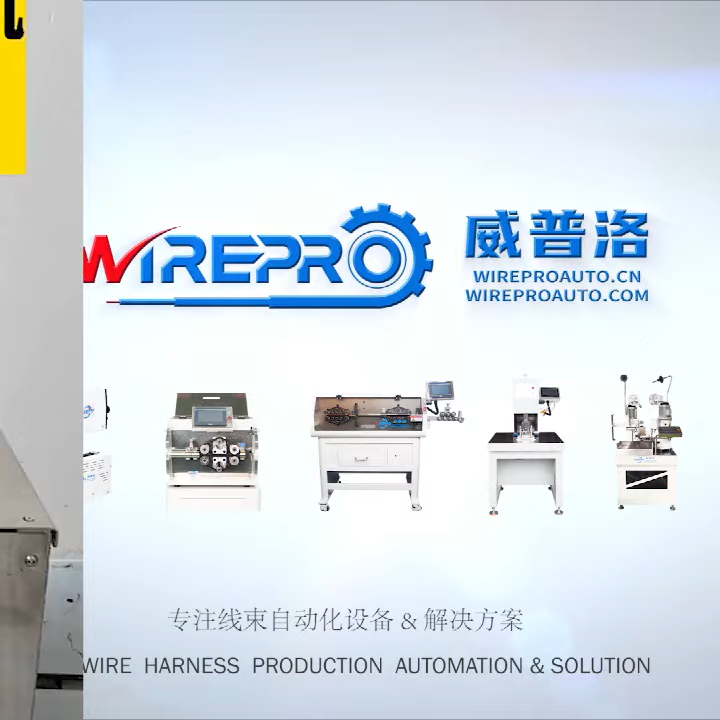 WIREPRO
威普洛
WIREPROAUTO.CN
WIREPROAUTO.COM
专注线束自动化设备 & 解决方案
WIRE HARNESS PRODUCTION AUTOMATION & SOLUTION